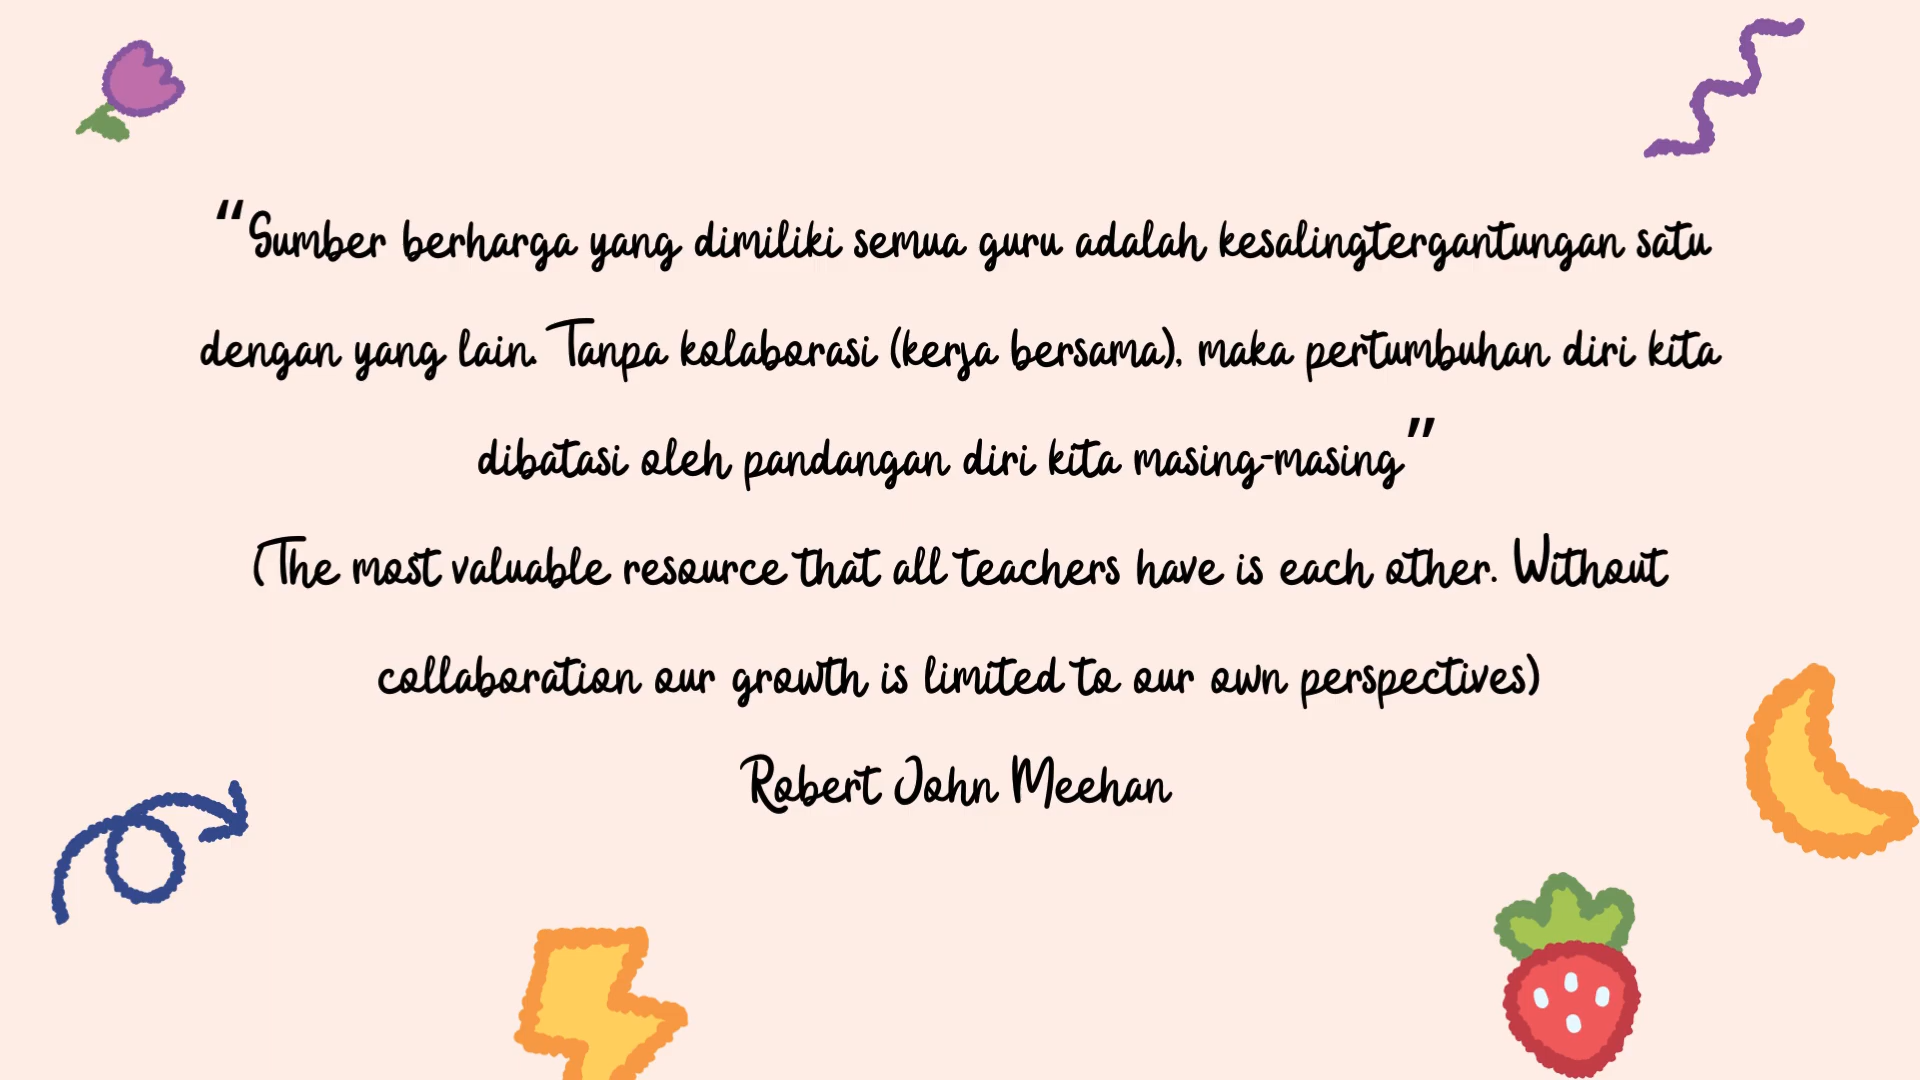 “Sumber berharga yang dimiliki semua guru adalah kesalingtergantungan satu
dengan yang lain. Tanpa kolaborasi (kerja bersama), maka pertumbuhan diri kita
dibatasi oleh pandangan diri kita masing-masing”
(The most valuable resource that all teachers have is each other. Without
collaboration our growth is limited to our own perspectives)
Robert John Meehan